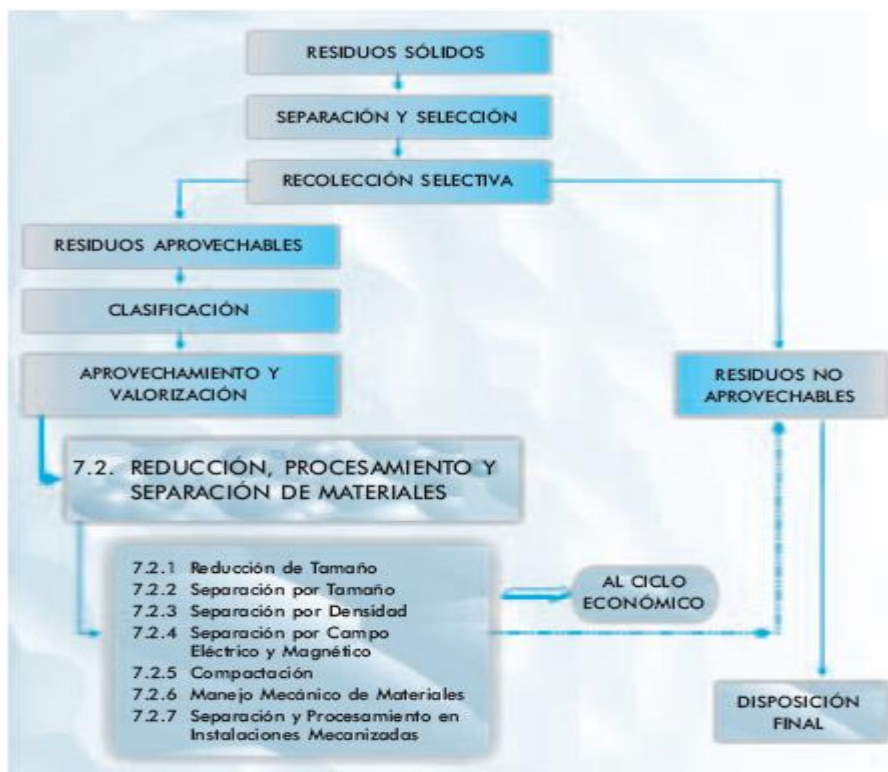 RESIDUOS SÓLIDOS
SEPARACIÓN Y SELECCIÓN
RECOLECCIÓN SELECTIVA
RESIDUOS APROVECHABLES
CLASIFICACIÓN
APROVECHAMIENTO Y
VALORIZACIÓN
RESIDUOS NO
APROVECHABLES
7.2. REDUCCIÓN, PROCESAMIENTO Y
SEPARACIÓN DE MATERIALES
7.2.1 Reducción de Tamaño
7.2.2 Separación por Tamaño
7.2.3 Separación por Densidad
7.2.4 Separación por Campo
Eléctrico y Magnético
7.2.5 Compactación
7.2.6 Manejo Mecánico de Materiales
7.2.7 Separación y Procesamiento en
Instalaciones Mecanizadas
AL CICLO
ECONÓMICO
DISPOSICIÓN
FINAL